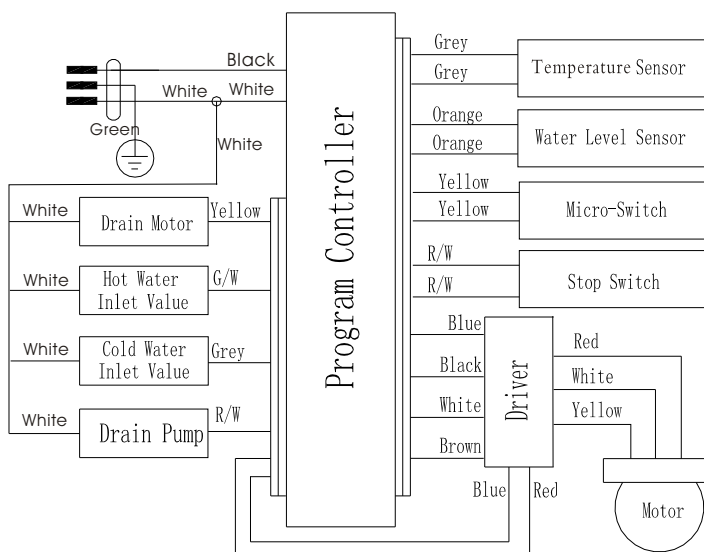 Black
White
White
Green
White
White
Drain Motor
Yellow
White
Hot Water
Inlet Value
G/W
White
Cold Water
Inlet Value
Grey
White
Drain Pump
R/W
Program Controller
Grey
Grey
Temperature Sensor
Orange
Orange
Water Level Sensor
Yellow
Yellow
Micro-Switch
R/W
R/W
Stop Switch
Blue
Black
White
Brown
Driver
Red
White
Yellow
Blue
Red
Motor